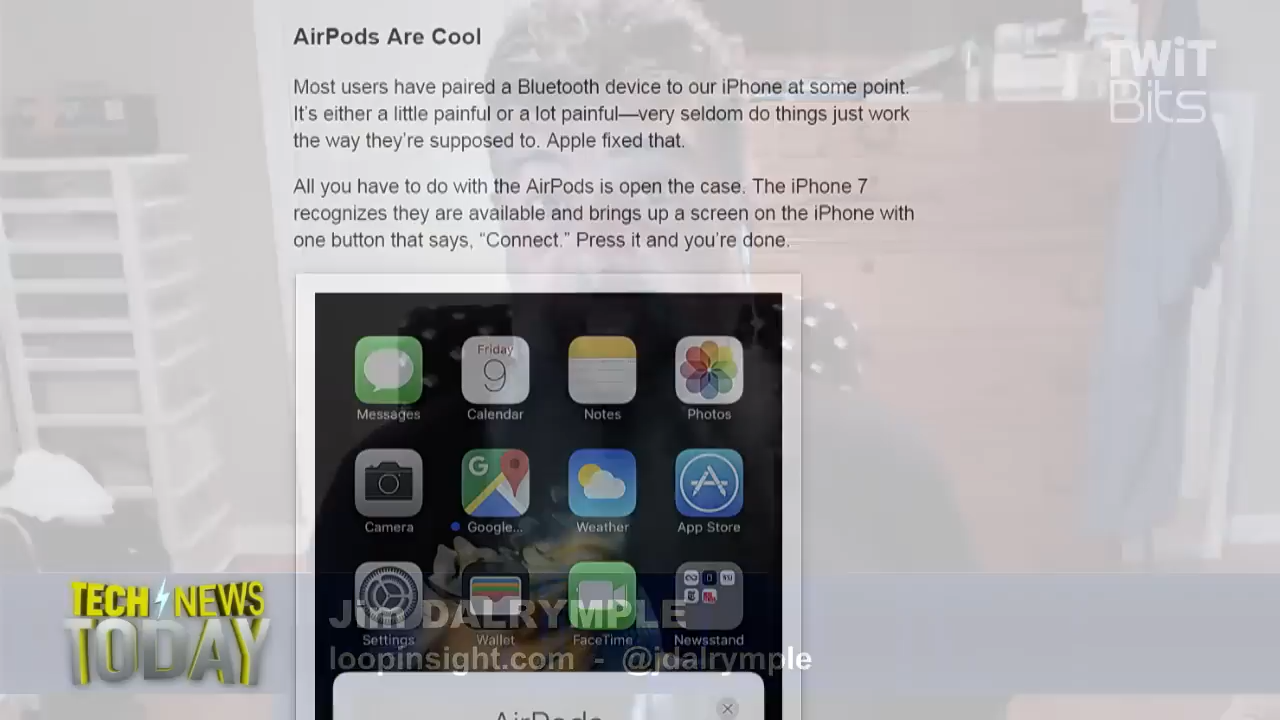 AirPods Are Cool
TWiT
Bits
Most users have paired a Bluetooth device to our iPhone at some point.
It's either a little painful or a lot painful—very seldom do things just work
the way they're supposed to. Apple fixed that.
All you have to do with the AirPods is open the case. The iPhone 7
recognizes they are available and brings up a screen on the iPhone with
one button that says, “Connect.” Press it and you're done.
Friday
9
Messages Calendar Notes Photos
G
Camera Google... Weather App Store
Settings Wallet FaceTime Newsstand
TECH NEWS
TODAY
Jim DALRYMPLE
loopinsight.com - @jdalrymple
AirPods